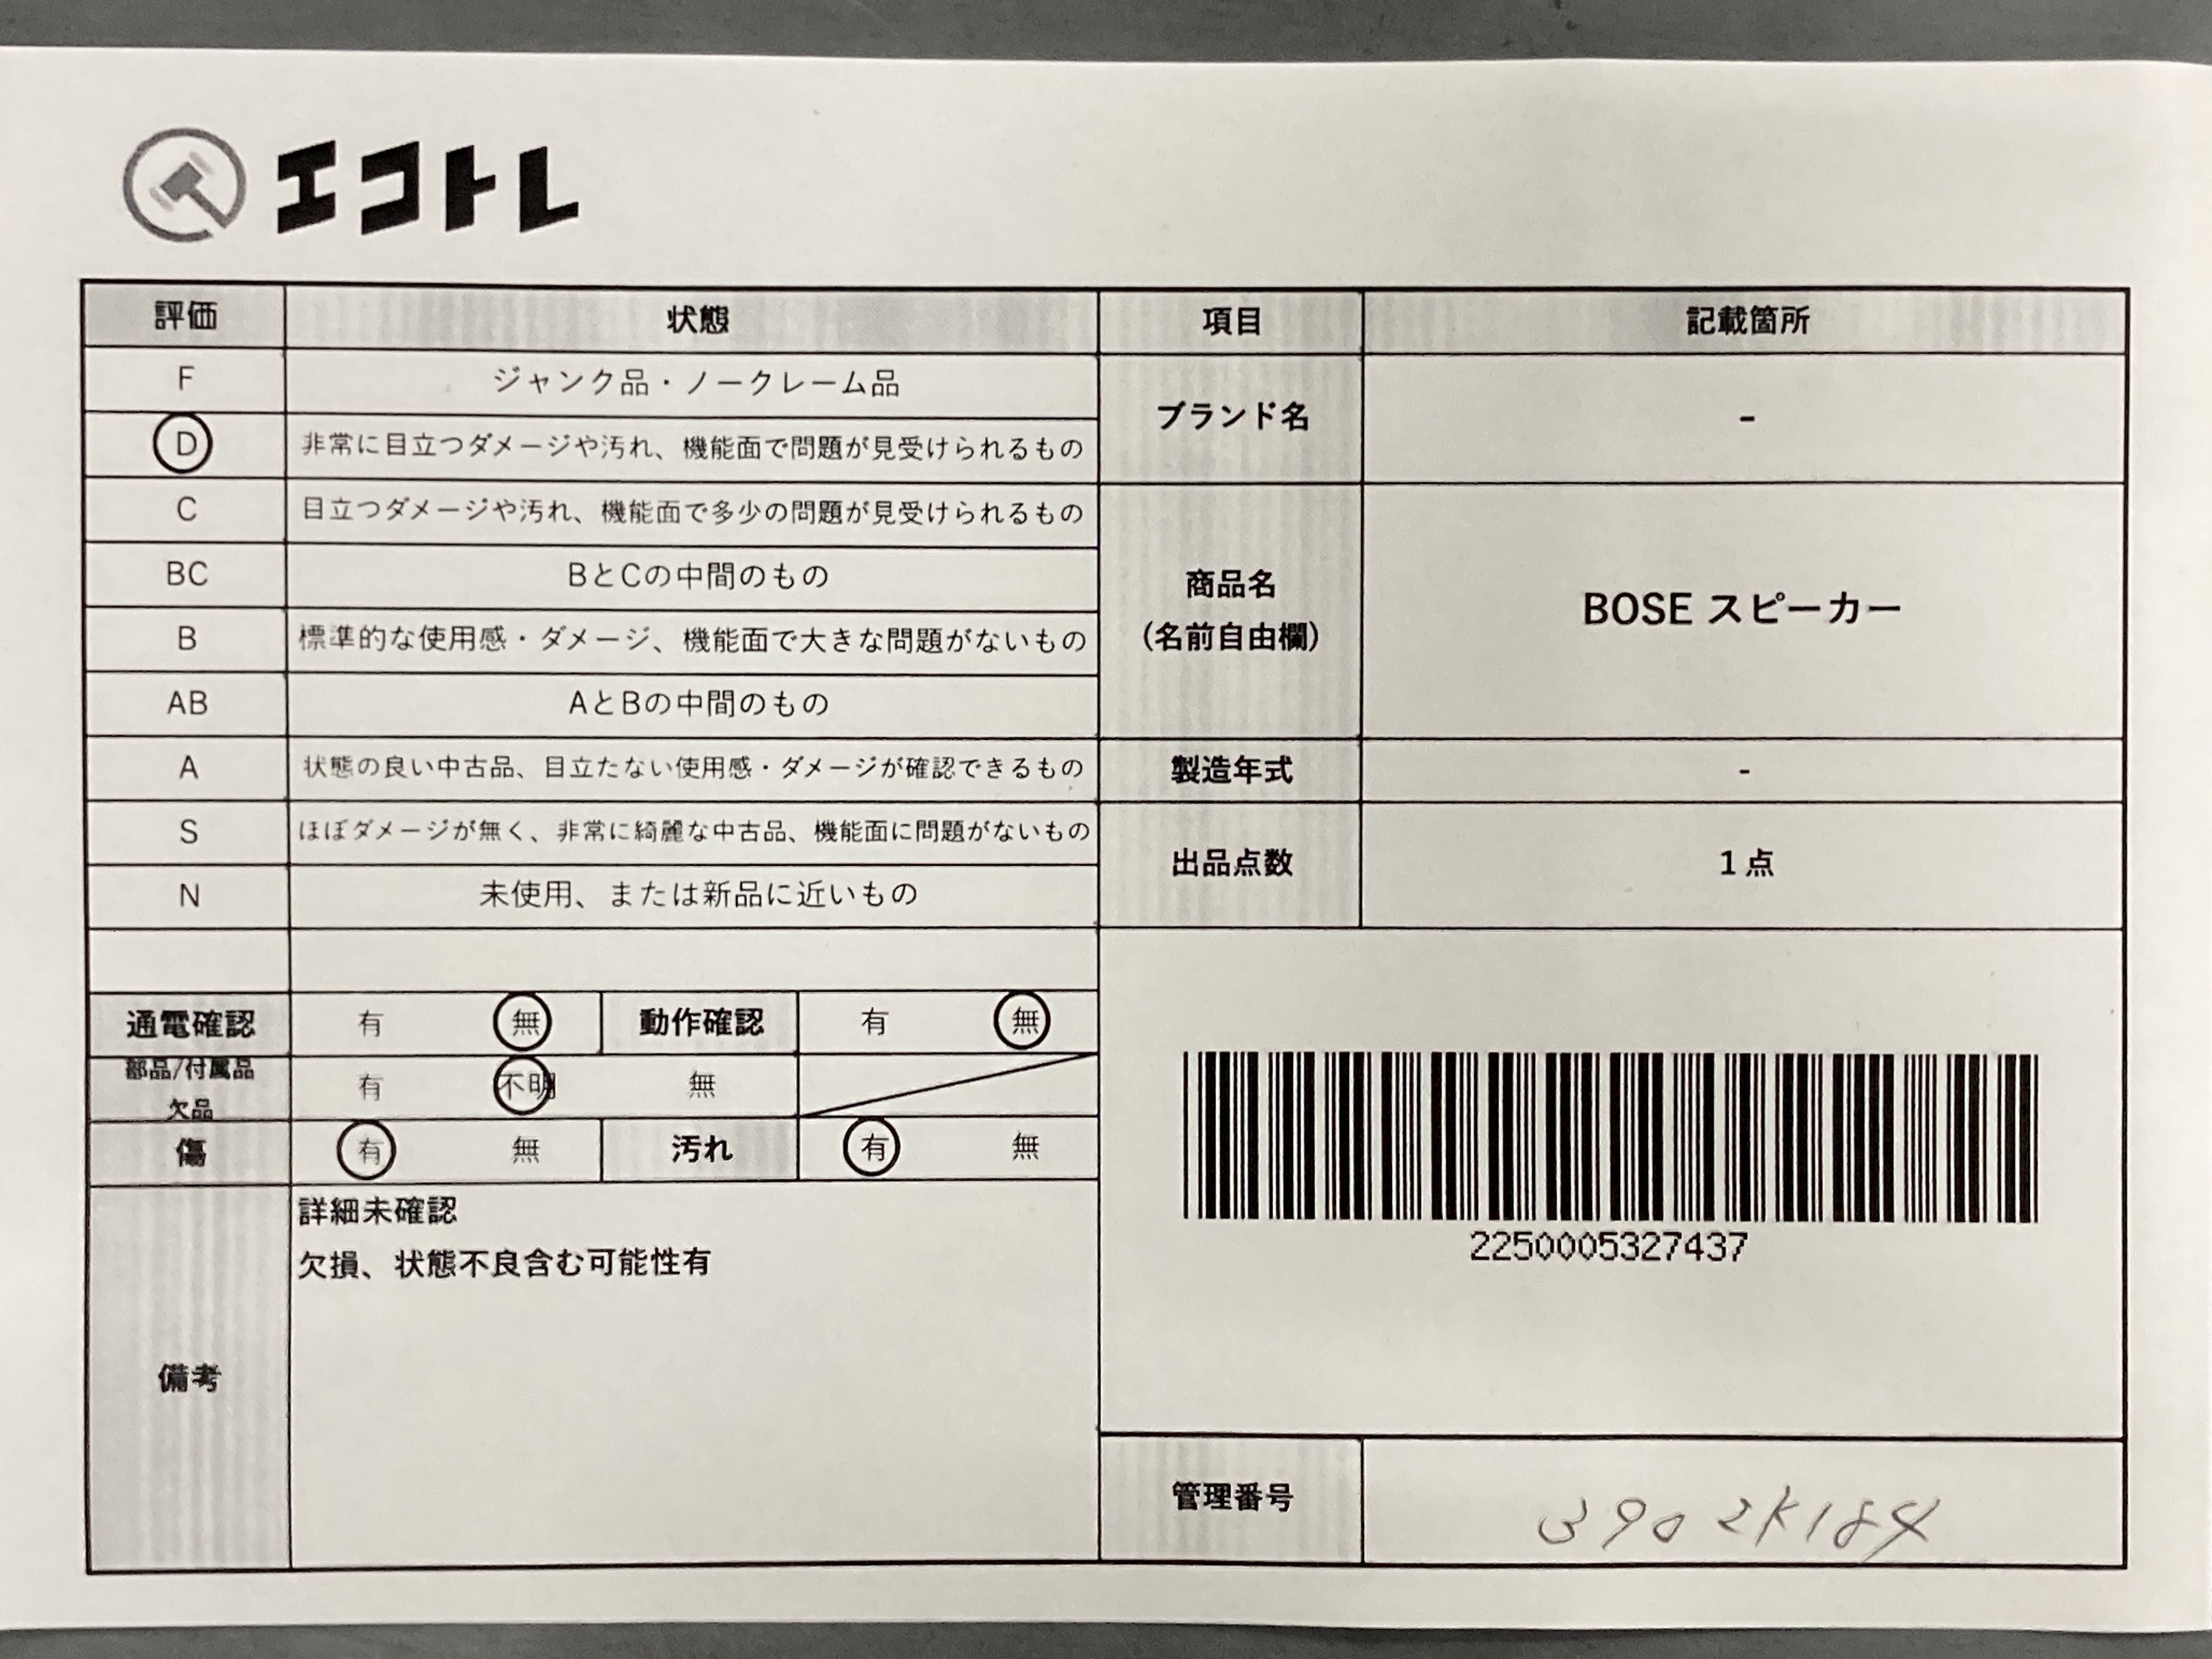 エコトレ
評価 状態 項目 記載箇所
F ジャンク品・ノークレーム品
D 非常に目立つダメージや汚れ、機能面で問題が見受けられるもの
ブランド名 -
C 目立つダメージや汚れ、機能面で多少の問題が見受けられるもの
BC BとCの中間のもの
商品名
(名前自由欄)
BOSE スピーカー
B 標準的な使用感・ダメージ、機能面で大きな問題がないもの
AB AとBの中間のもの
A 状態の良い中古品、目立たない使用感・ダメージが確認できるもの
製造年式 -
S ほぼダメージが無く、非常に綺麗な中古品、機能面に問題がないもの
出品点数 1点
N 未使用、または新品に近いもの
通電確認 有 無 動作確認 有 無
部品/付属品
欠品
有 不明 無
傷 有 無 汚れ 有 無
備考
詳細未確認
欠損、状態不良含む可能性有
2250005327437
管理番号 3902K184